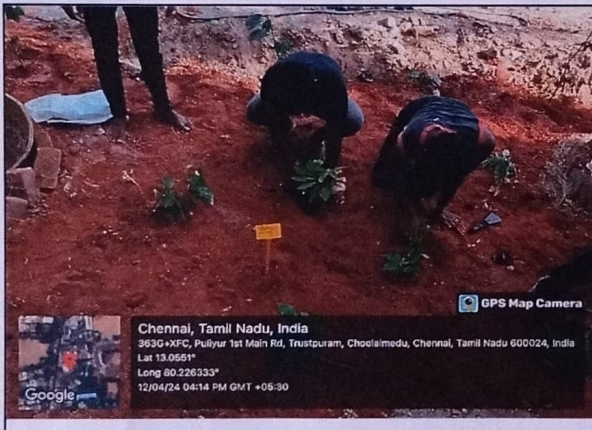 GPS Map Camera
Chennai, Tamil Nadu, India
363G+XFC, Puliyur 1st Main Rd, Trustpuram, Choolaimedu, Chennai, Tamil Nadu 600024, India
Lat 13.0551°
Long 80.226333°
12/04/24 04:14 PM GMT +05:30
Google